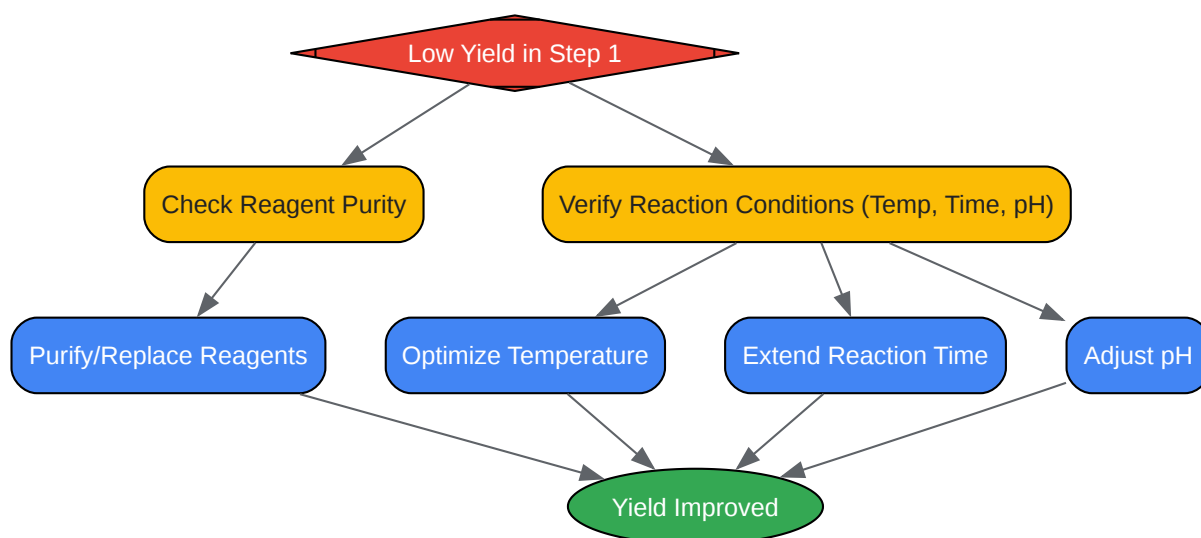 Low Yield in Step 1
Check Reagent Purity
Verify Reaction Conditions (Temp, Time, pH)
Purify/Replace Reagents
Optimize Temperature
Extend Reaction Time
Adjust pH
Yield Improved